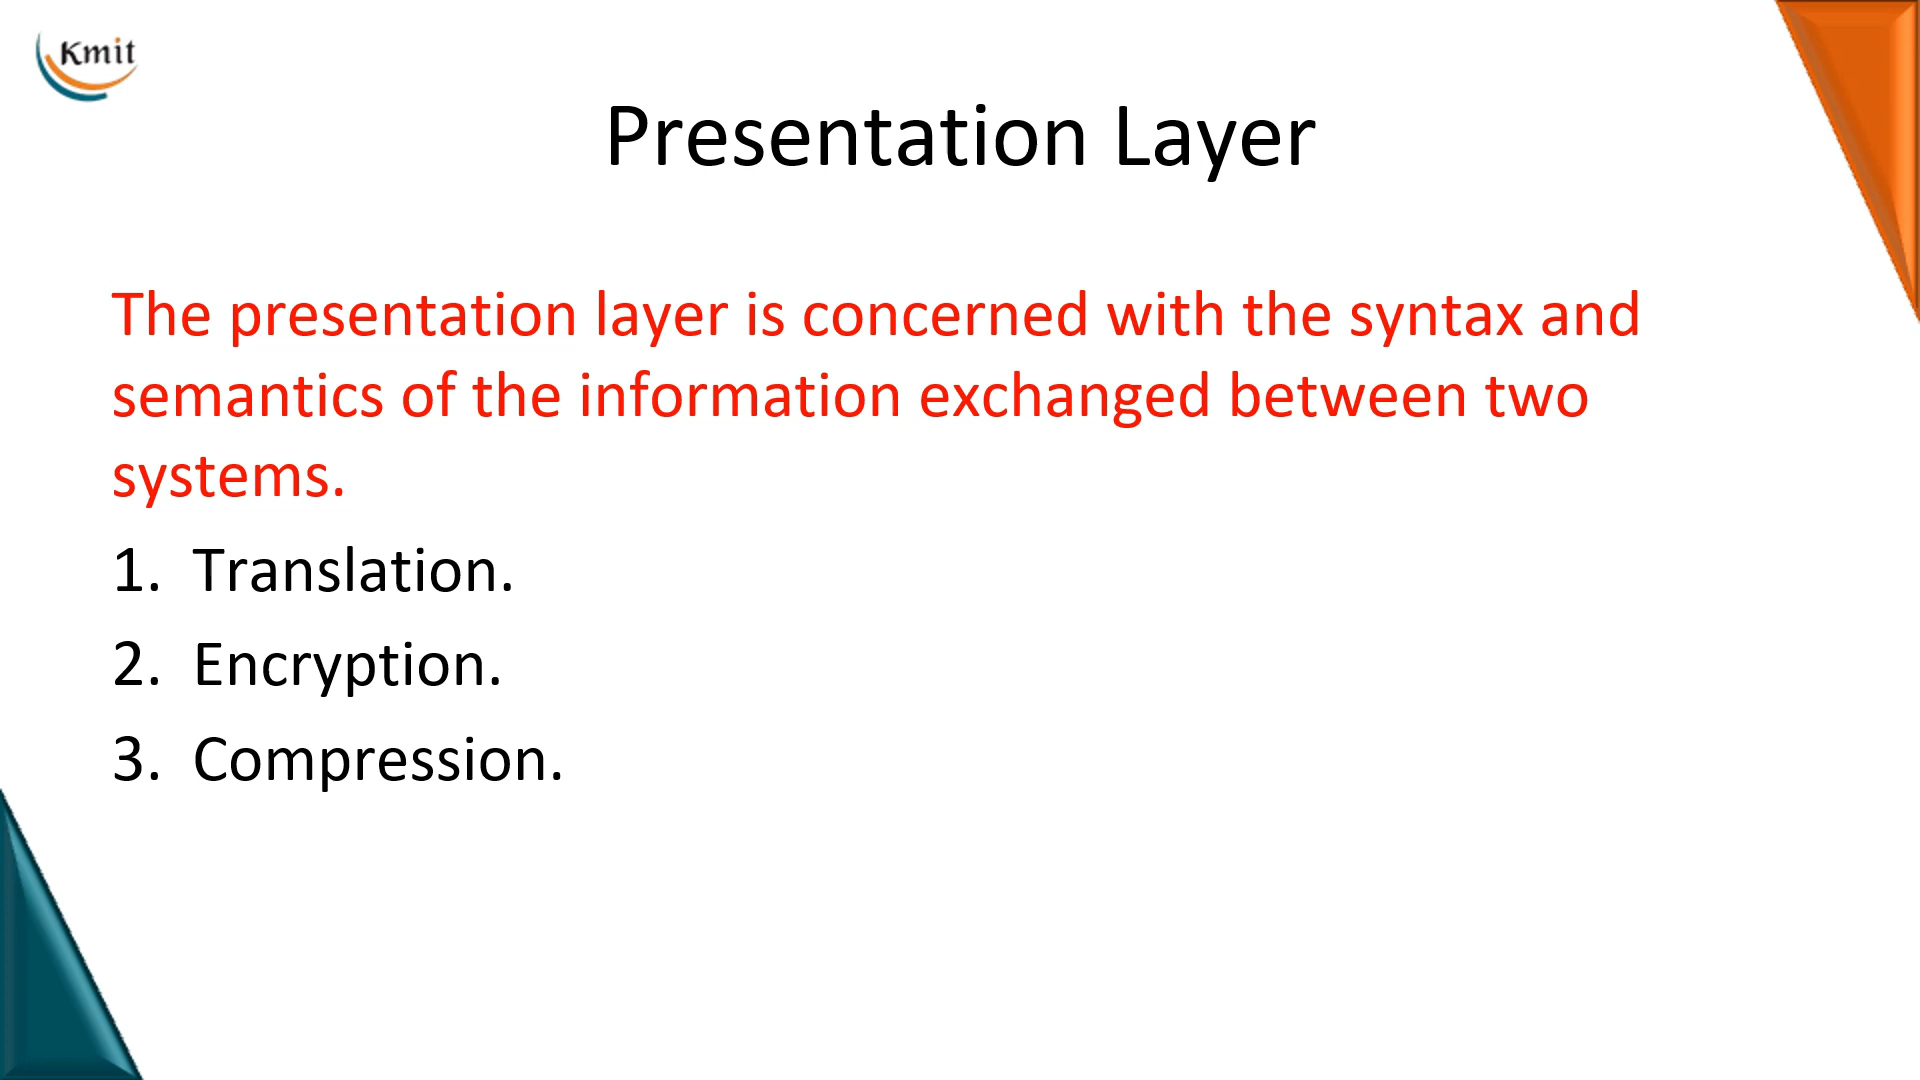 Kmit
Presentation Layer
The presentation layer is concerned with the syntax and
semantics of the information exchanged between two
systems.
1. Translation.
2. Encryption.
3. Compression.